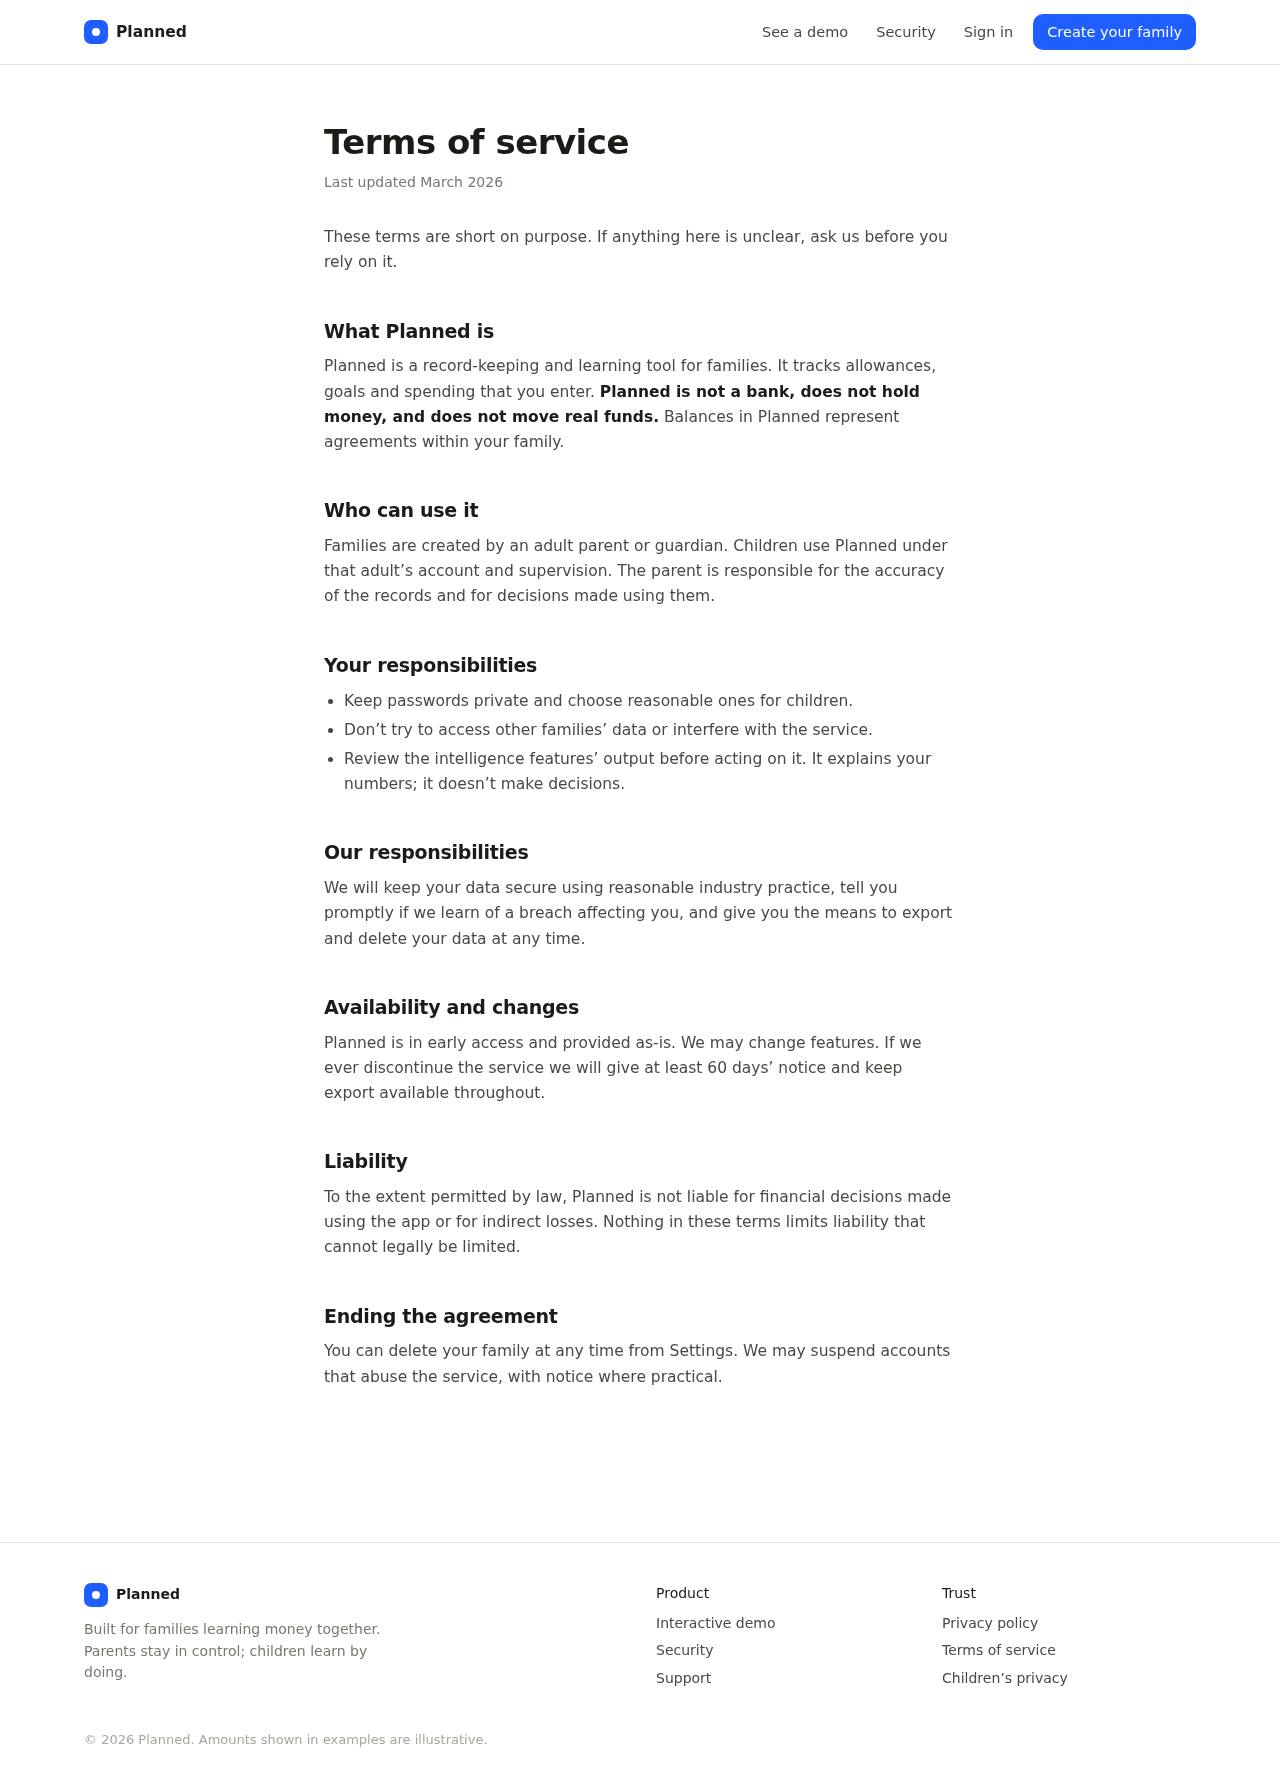 Planned
See a demo
Security
Sign in
Create your family
Terms of service
Last updated March 2026
These terms are short on purpose. If anything here is unclear, ask us before you
rely on it.
What Planned is
Planned is a record-keeping and learning tool for families. It tracks allowances,
goals and spending that you enter. Planned is not a bank, does not hold
money, and does not move real funds. Balances in Planned represent
agreements within your family.
Who can use it
Families are created by an adult parent or guardian. Children use Planned under
that adult’s account and supervision. The parent is responsible for the accuracy
of the records and for decisions made using them.
Your responsibilities
• Keep passwords private and choose reasonable ones for children.
• Don’t try to access other families’ data or interfere with the service.
• Review the intelligence features’ output before acting on it. It explains your
numbers; it doesn’t make decisions.
Our responsibilities
We will keep your data secure using reasonable industry practice, tell you
promptly if we learn of a breach affecting you, and give you the means to export
and delete your data at any time.
Availability and changes
Planned is in early access and provided as-is. We may change features. If we
ever discontinue the service we will give at least 60 days’ notice and keep
export available throughout.
Liability
To the extent permitted by law, Planned is not liable for financial decisions made
using the app or for indirect losses. Nothing in these terms limits liability that
cannot legally be limited.
Ending the agreement
You can delete your family at any time from Settings. We may suspend accounts
that abuse the service, with notice where practical.
Planned
Built for families learning money together.
Parents stay in control; children learn by
doing.
Product
Interactive demo
Security
Support
Trust
Privacy policy
Terms of service
Children’s privacy
© 2026 Planned. Amounts shown in examples are illustrative.